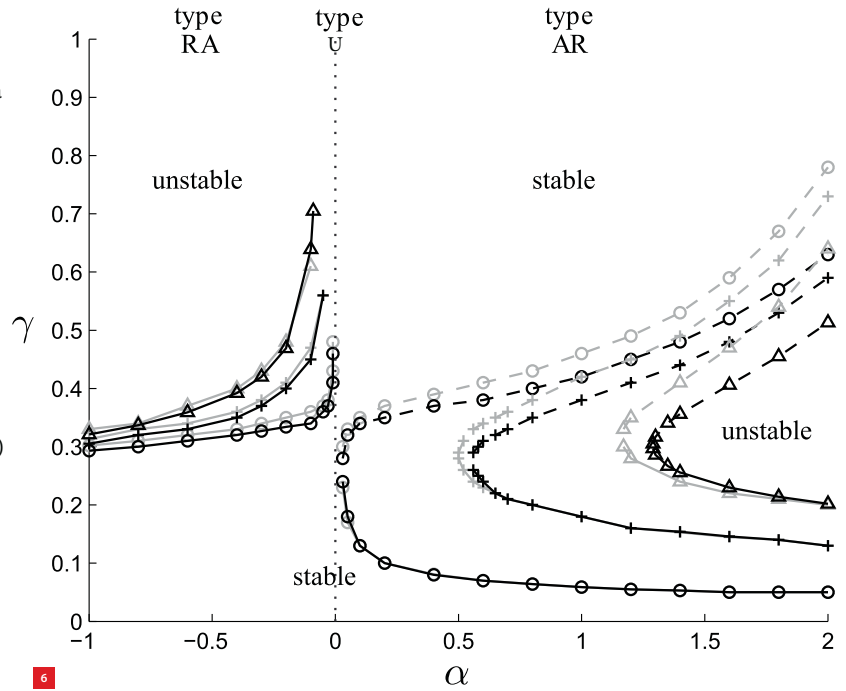 type type type
RA U AR
1
0.9
0.8
unstable stable
0.7
0.6
γ 0.5
0.4
unstable
0.3
0.2
0.1
stable
0
−1 −0.5 0 0.5 1 1.5 2
α
6